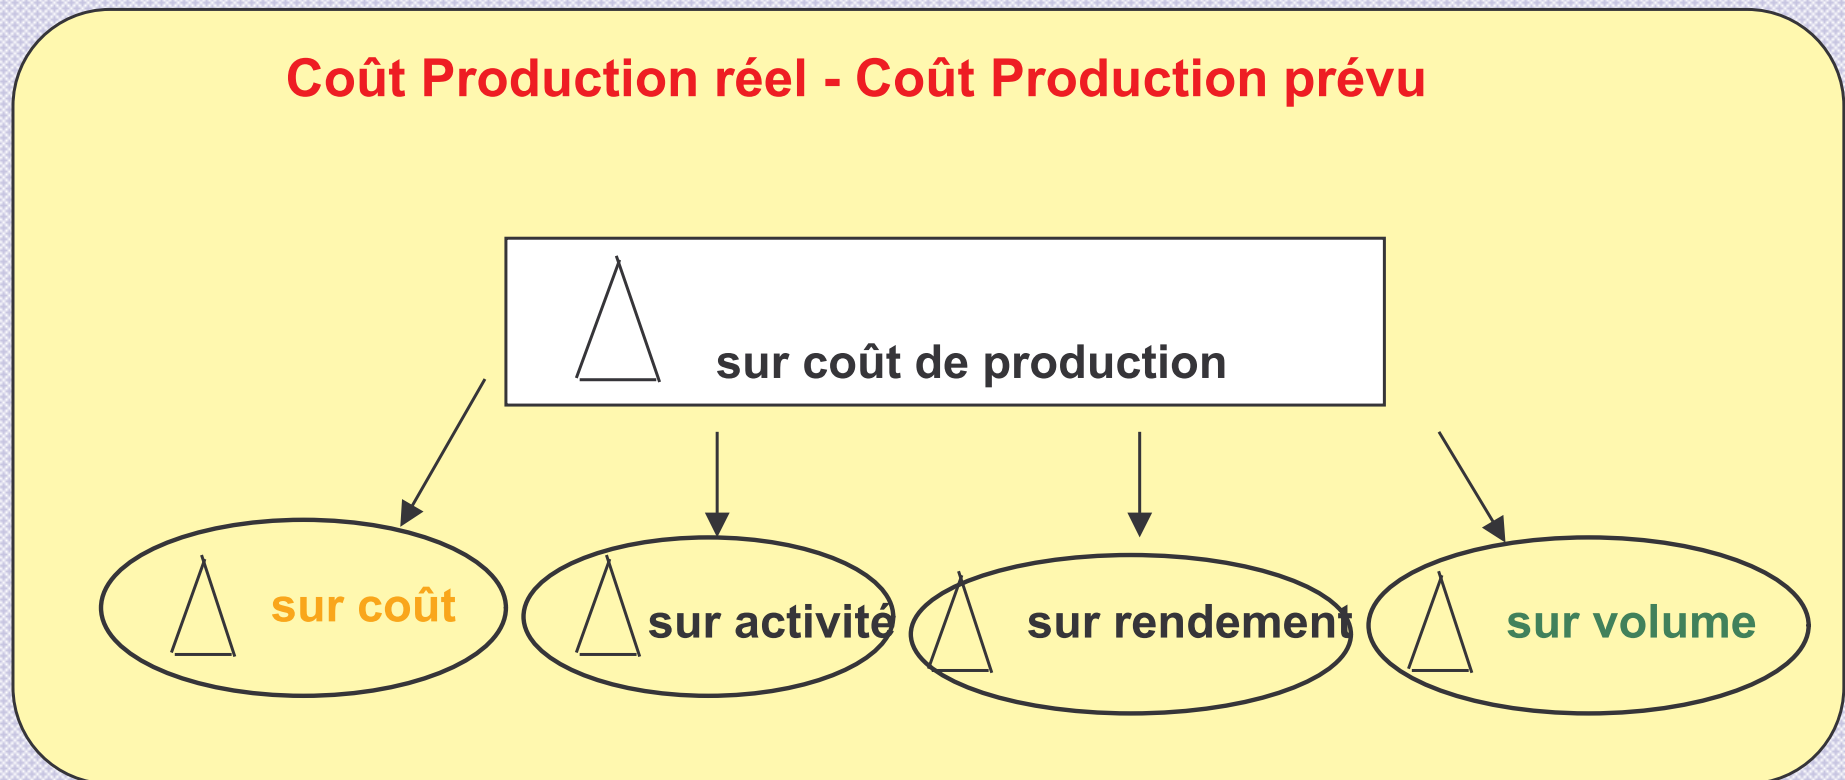 Coût Production réel - Coût Production prévu
sur coût de production
sur coût
sur activité
sur rendement
sur volume